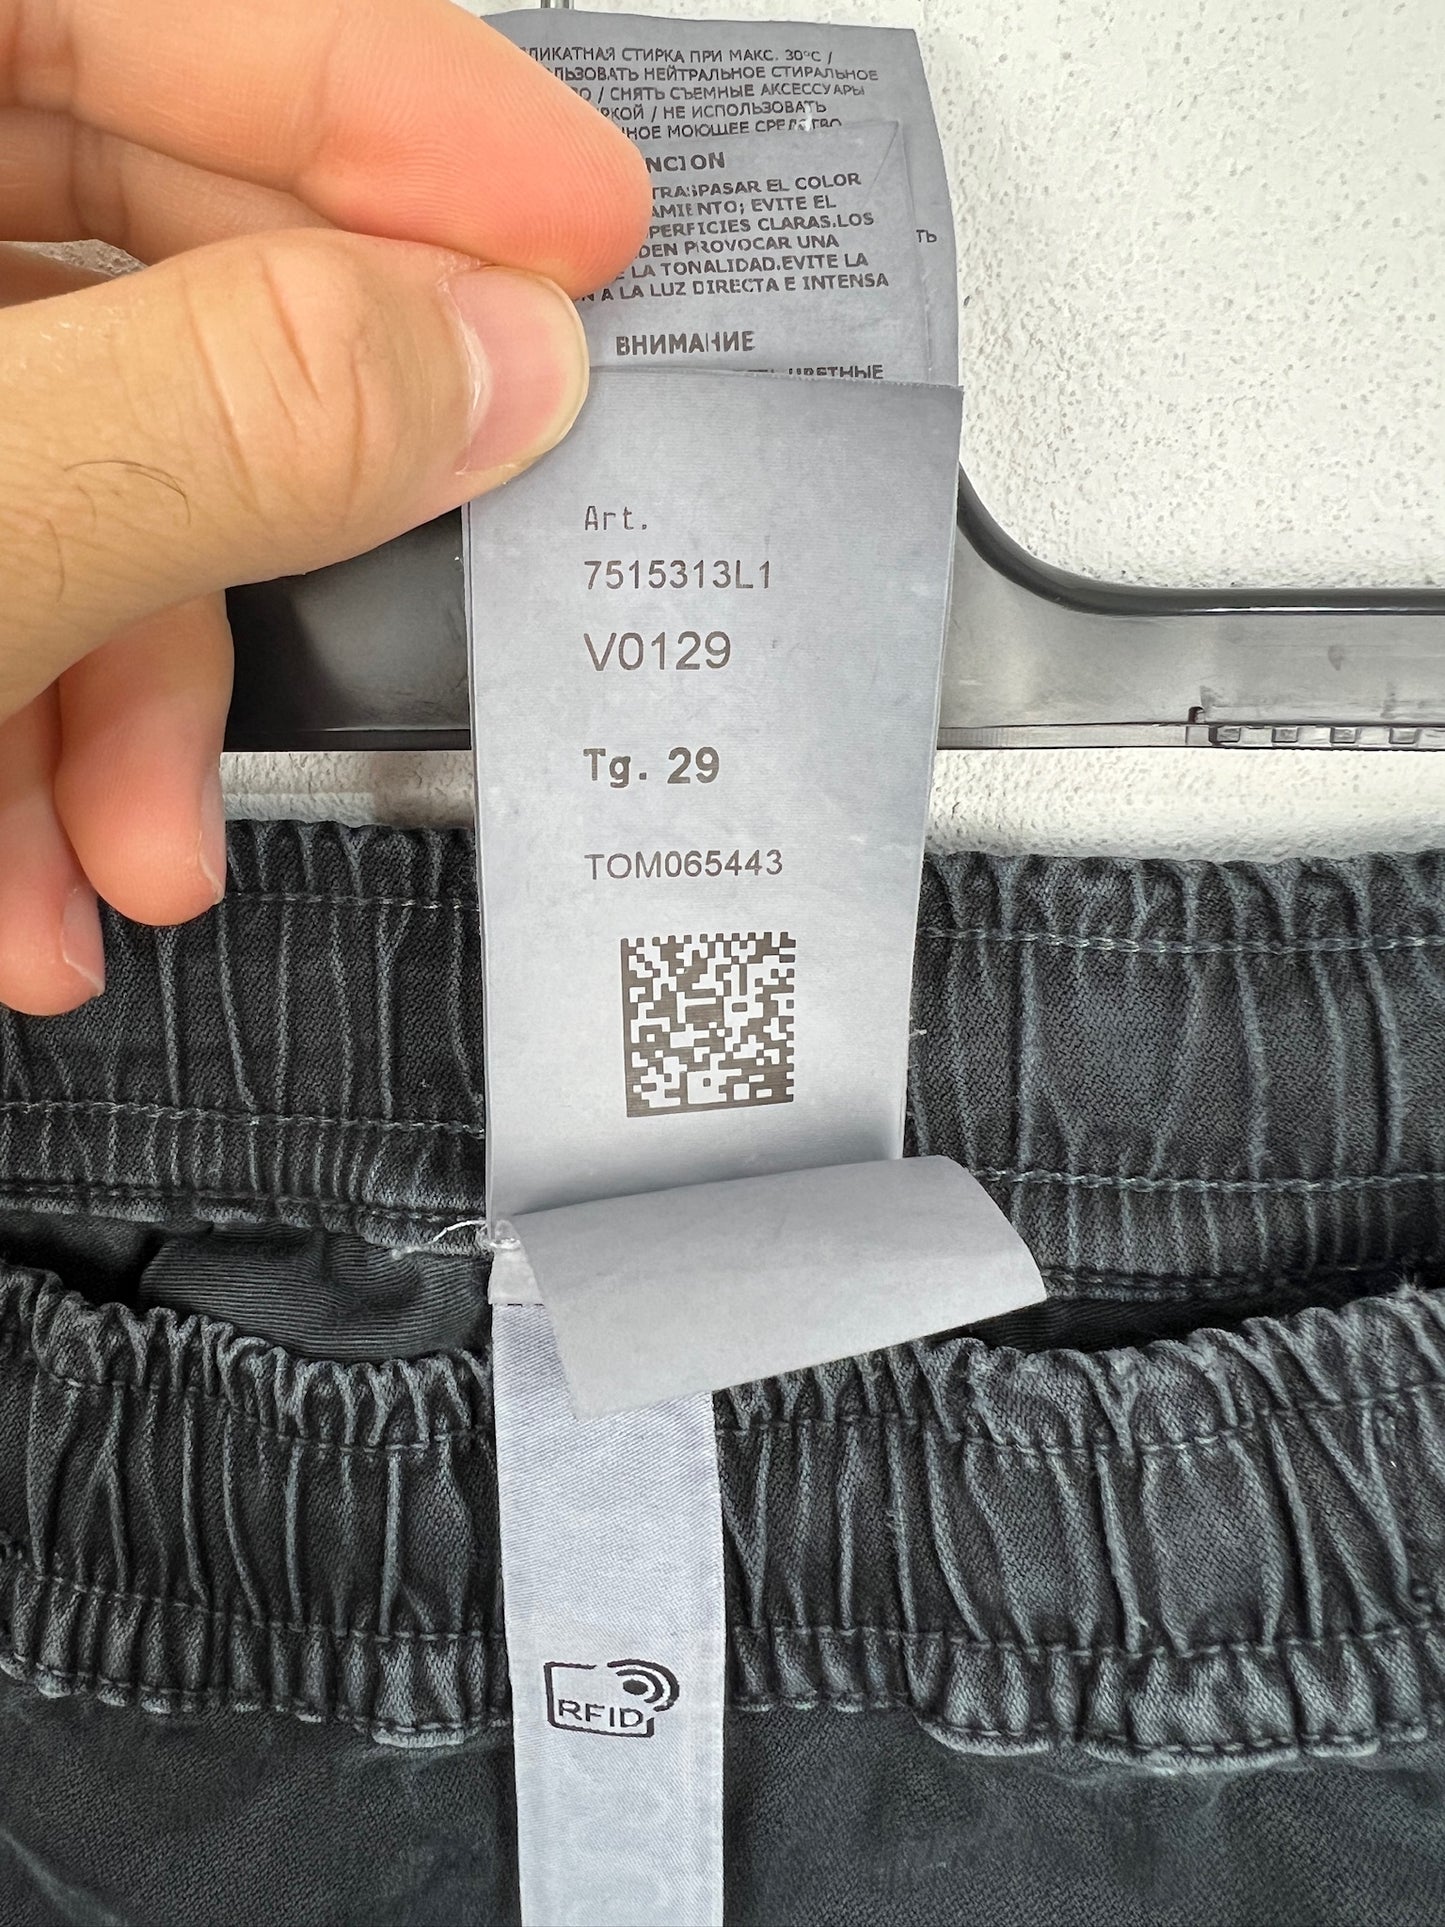 СТИРКА ПРИ МАКС. 30°C /
НЕЙТРАЛЬНОЕ СТИРАЛЬНОЕ
/ СНЯТЬ СЪЕМНЫЕ АКСЕССУАРЫ
/ НЕ ИСПОЛЬЗОВАТЬ
МОЮЩЕЕ СРЕДСТВО
NCION
TRASPASAR EL COLOR
AMIENTO; EVITE EL
PERFICIES CLARAS.LOS
DEN PROVOCAR UNA
ТЬ
E LA TONALIDAD.EVITE LA
N A LA LUZ DIRECTA E INTENSA
ВНИМАНИЕ
ЦВЕТНЫЕ
Art.
7515313L1
V0129
Tg. 29
TOM065443
RFID